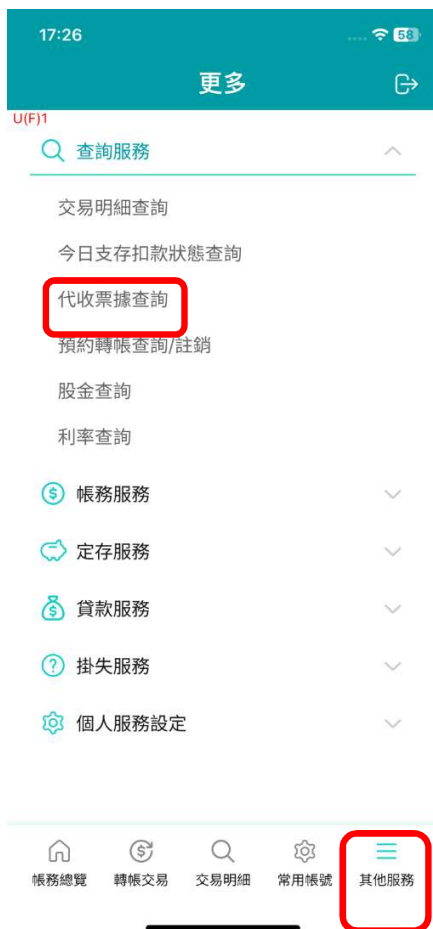 17:26
58
更多
U(F)1
查詢服務
交易明細查詢
今日支存扣款狀態查詢
代收票據查詢
預約轉帳查詢/註銷
股金查詢
利率查詢
帳務服務
定存服務
貸款服務
掛失服務
個人服務設定
帳務總覽 轉帳交易 交易明細 常用帳號 其他服務